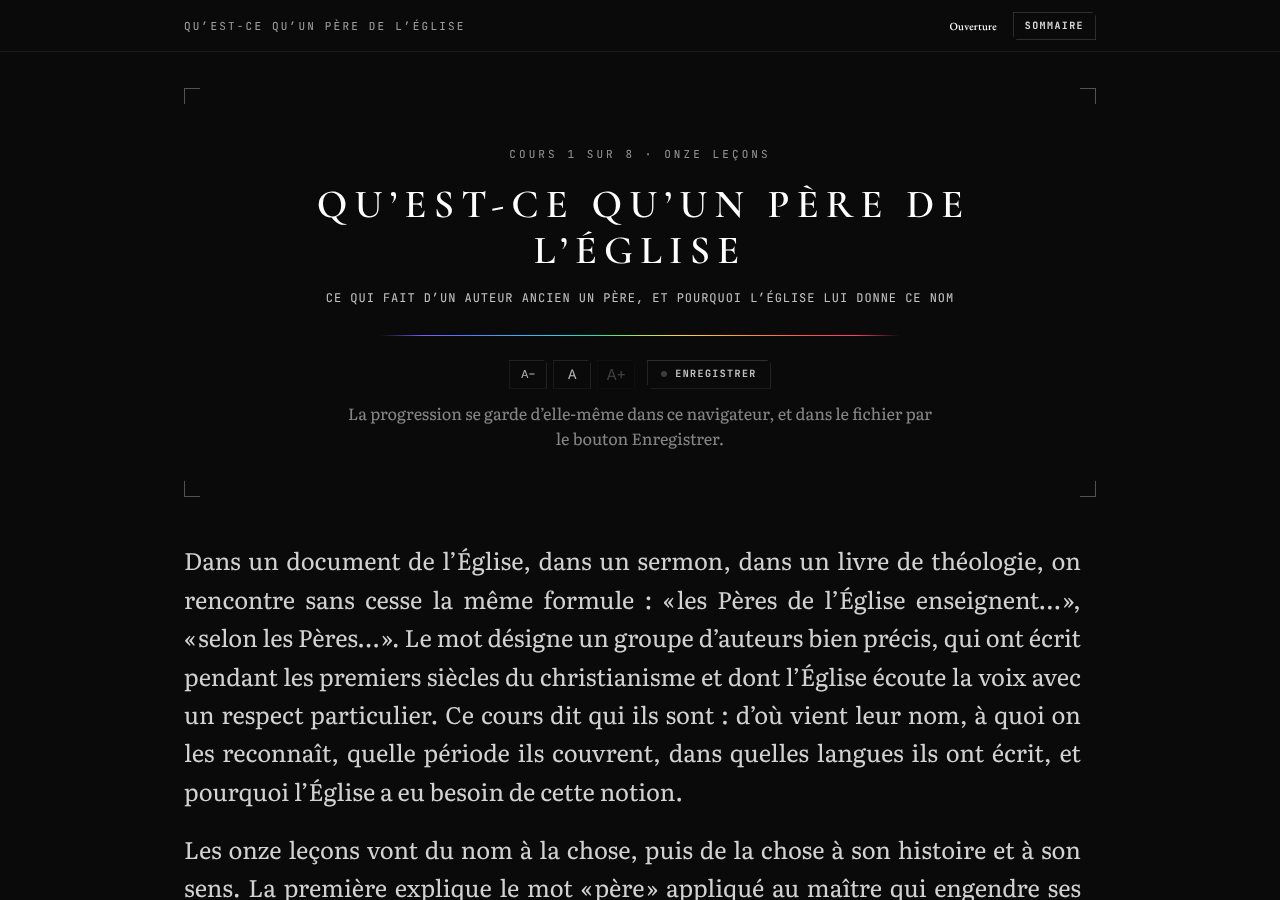 QU’EST-CE QU’UN PÈRE DE L’ÉGLISE
Ouverture
SOMMAIRE
COURS 1 SUR 8 · ONZE LEÇONS
QU’EST-CE QU’UN PÈRE DE
L’ÉGLISE
CE QUI FAIT D’UN AUTEUR ANCIEN UN PÈRE, ET POURQUOI L’ÉGLISE LUI DONNE CE NOM
A−
A
A+
ENREGISTRER
La progression se garde d’elle-même dans ce navigateur, et dans le fichier par
le bouton Enregistrer.
Dans un document de l’Église, dans un sermon, dans un livre de théologie, on
rencontre sans cesse la même formule : «les Pères de l’Église enseignent…»,
«selon les Pères…». Le mot désigne un groupe d’auteurs bien précis, qui ont écrit
pendant les premiers siècles du christianisme et dont l’Église écoute la voix avec
un respect particulier. Ce cours dit qui ils sont : d’où vient leur nom, à quoi on
les reconnaît, quelle période ils couvrent, dans quelles langues ils ont écrit, et
pourquoi l’Église a eu besoin de cette notion.
Les onze leçons vont du nom à la chose, puis de la chose à son histoire et à son
sens. La première explique le mot «père» appliqué au maître qui engendre ses